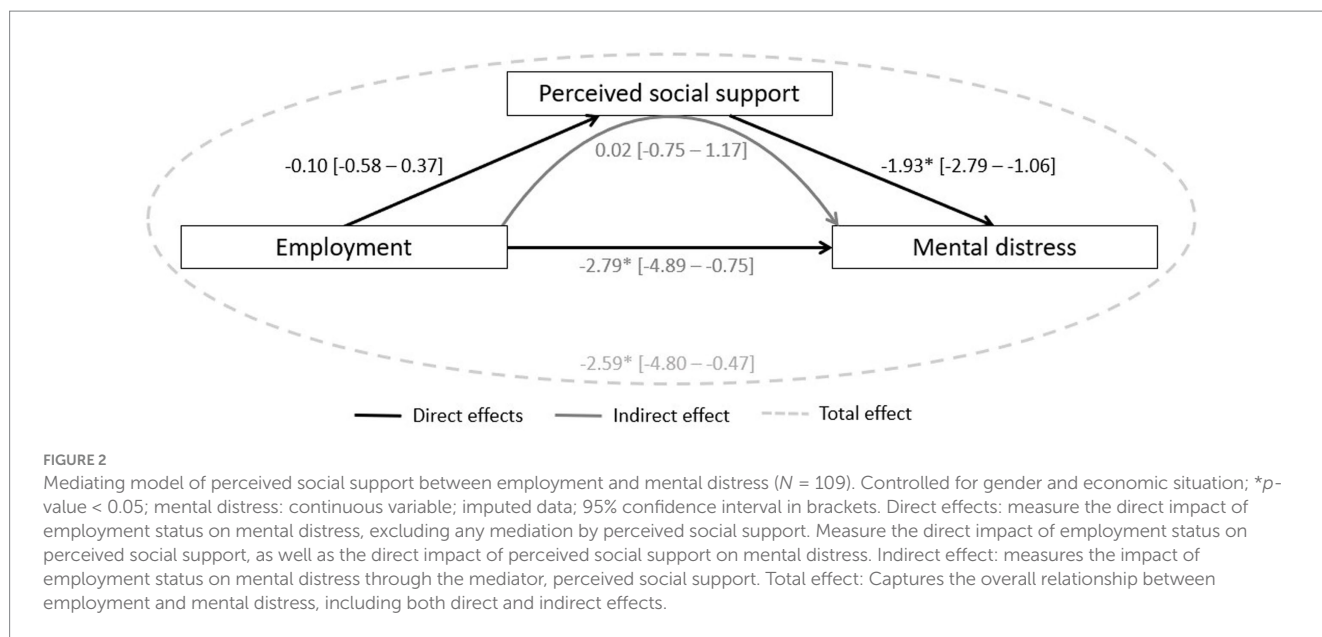 Perceived social support
-0.10 [-0.58 – 0.37]
0.02 [-0.75 – 1.17]
-1.93* [-2.79 – -1.06]
Employment
Mental distress
-2.79* [-4.89 – -0.75]
-2.59* [-4.80 – -0.47]
Direct effects
Indirect effect
Total effect
FIGURE 2
Mediating model of perceived social support between employment and mental distress (N = 109). Controlled for gender and economic situation; *p-
value < 0.05; mental distress: continuous variable; imputed data; 95% confidence interval in brackets. Direct effects: measure the direct impact of
employment status on mental distress, excluding any mediation by perceived social support. Measure the direct impact of employment status on
perceived social support, as well as the direct impact of perceived social support on mental distress. Indirect effect: measures the impact of
employment status on mental distress through the mediator, perceived social support. Total effect: Captures the overall relationship between
employment and mental distress, including both direct and indirect effects.